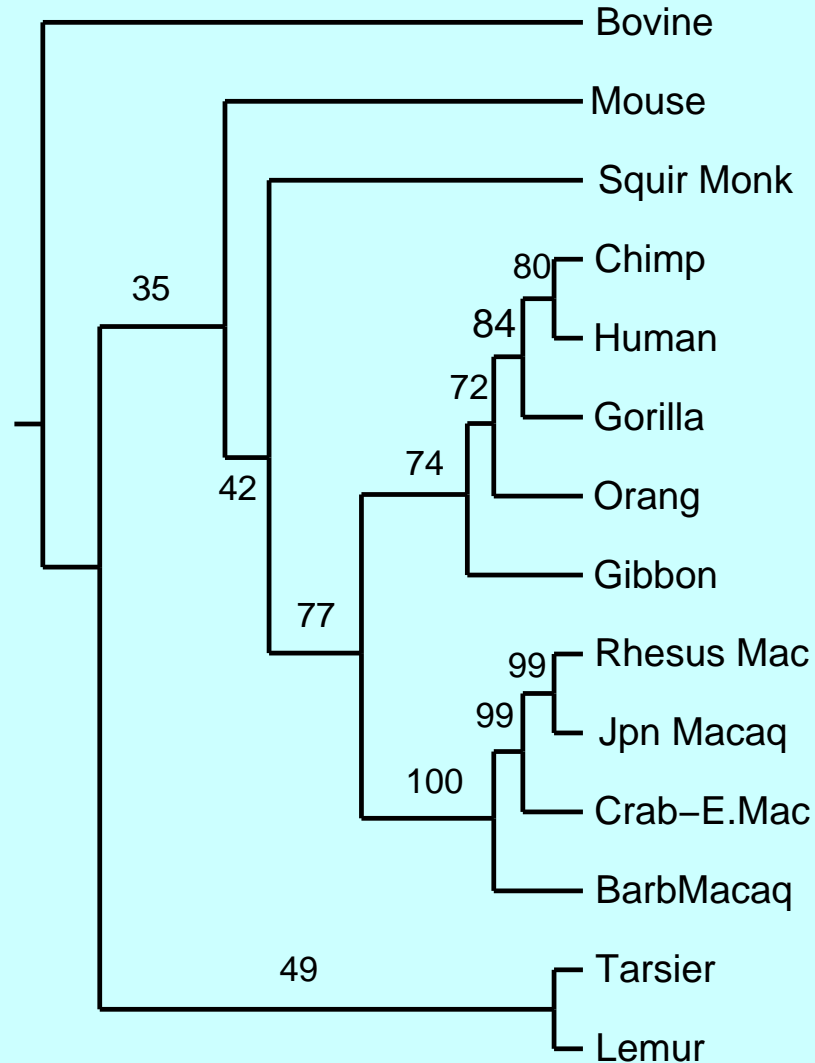 Bovine
Mouse
Squir Monk
80 Chimp
35
84 Human
72
Gorilla
74
42 Orang
Gibbon
77
99 Rhesus Mac
99
Jpn Macaq
100
Crab−E.Mac
BarbMacaq
49 Tarsier
Lemur